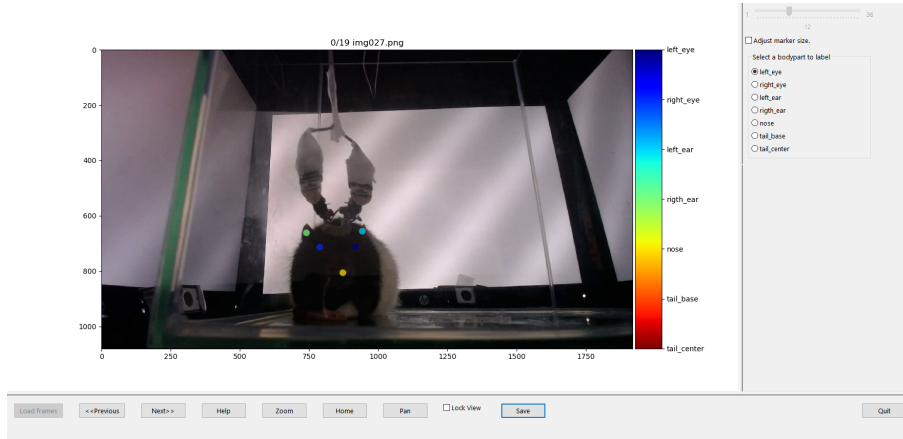 0/19 img027.png
0
200
400
600
800
1000
0 250 500 750 1000 1250 1500 1750
left_eye
right_eye
left_ear
rigth_ear
nose
tail_base
tail_center
1 36
12
Adjust marker size.
Select a bodypart to label
left_eye
right_eye
left_ear
rigth_ear
nose
tail_base
tail_center
Load frames <<Previous Next>> Help Zoom Home Pan Lock View Save Quit